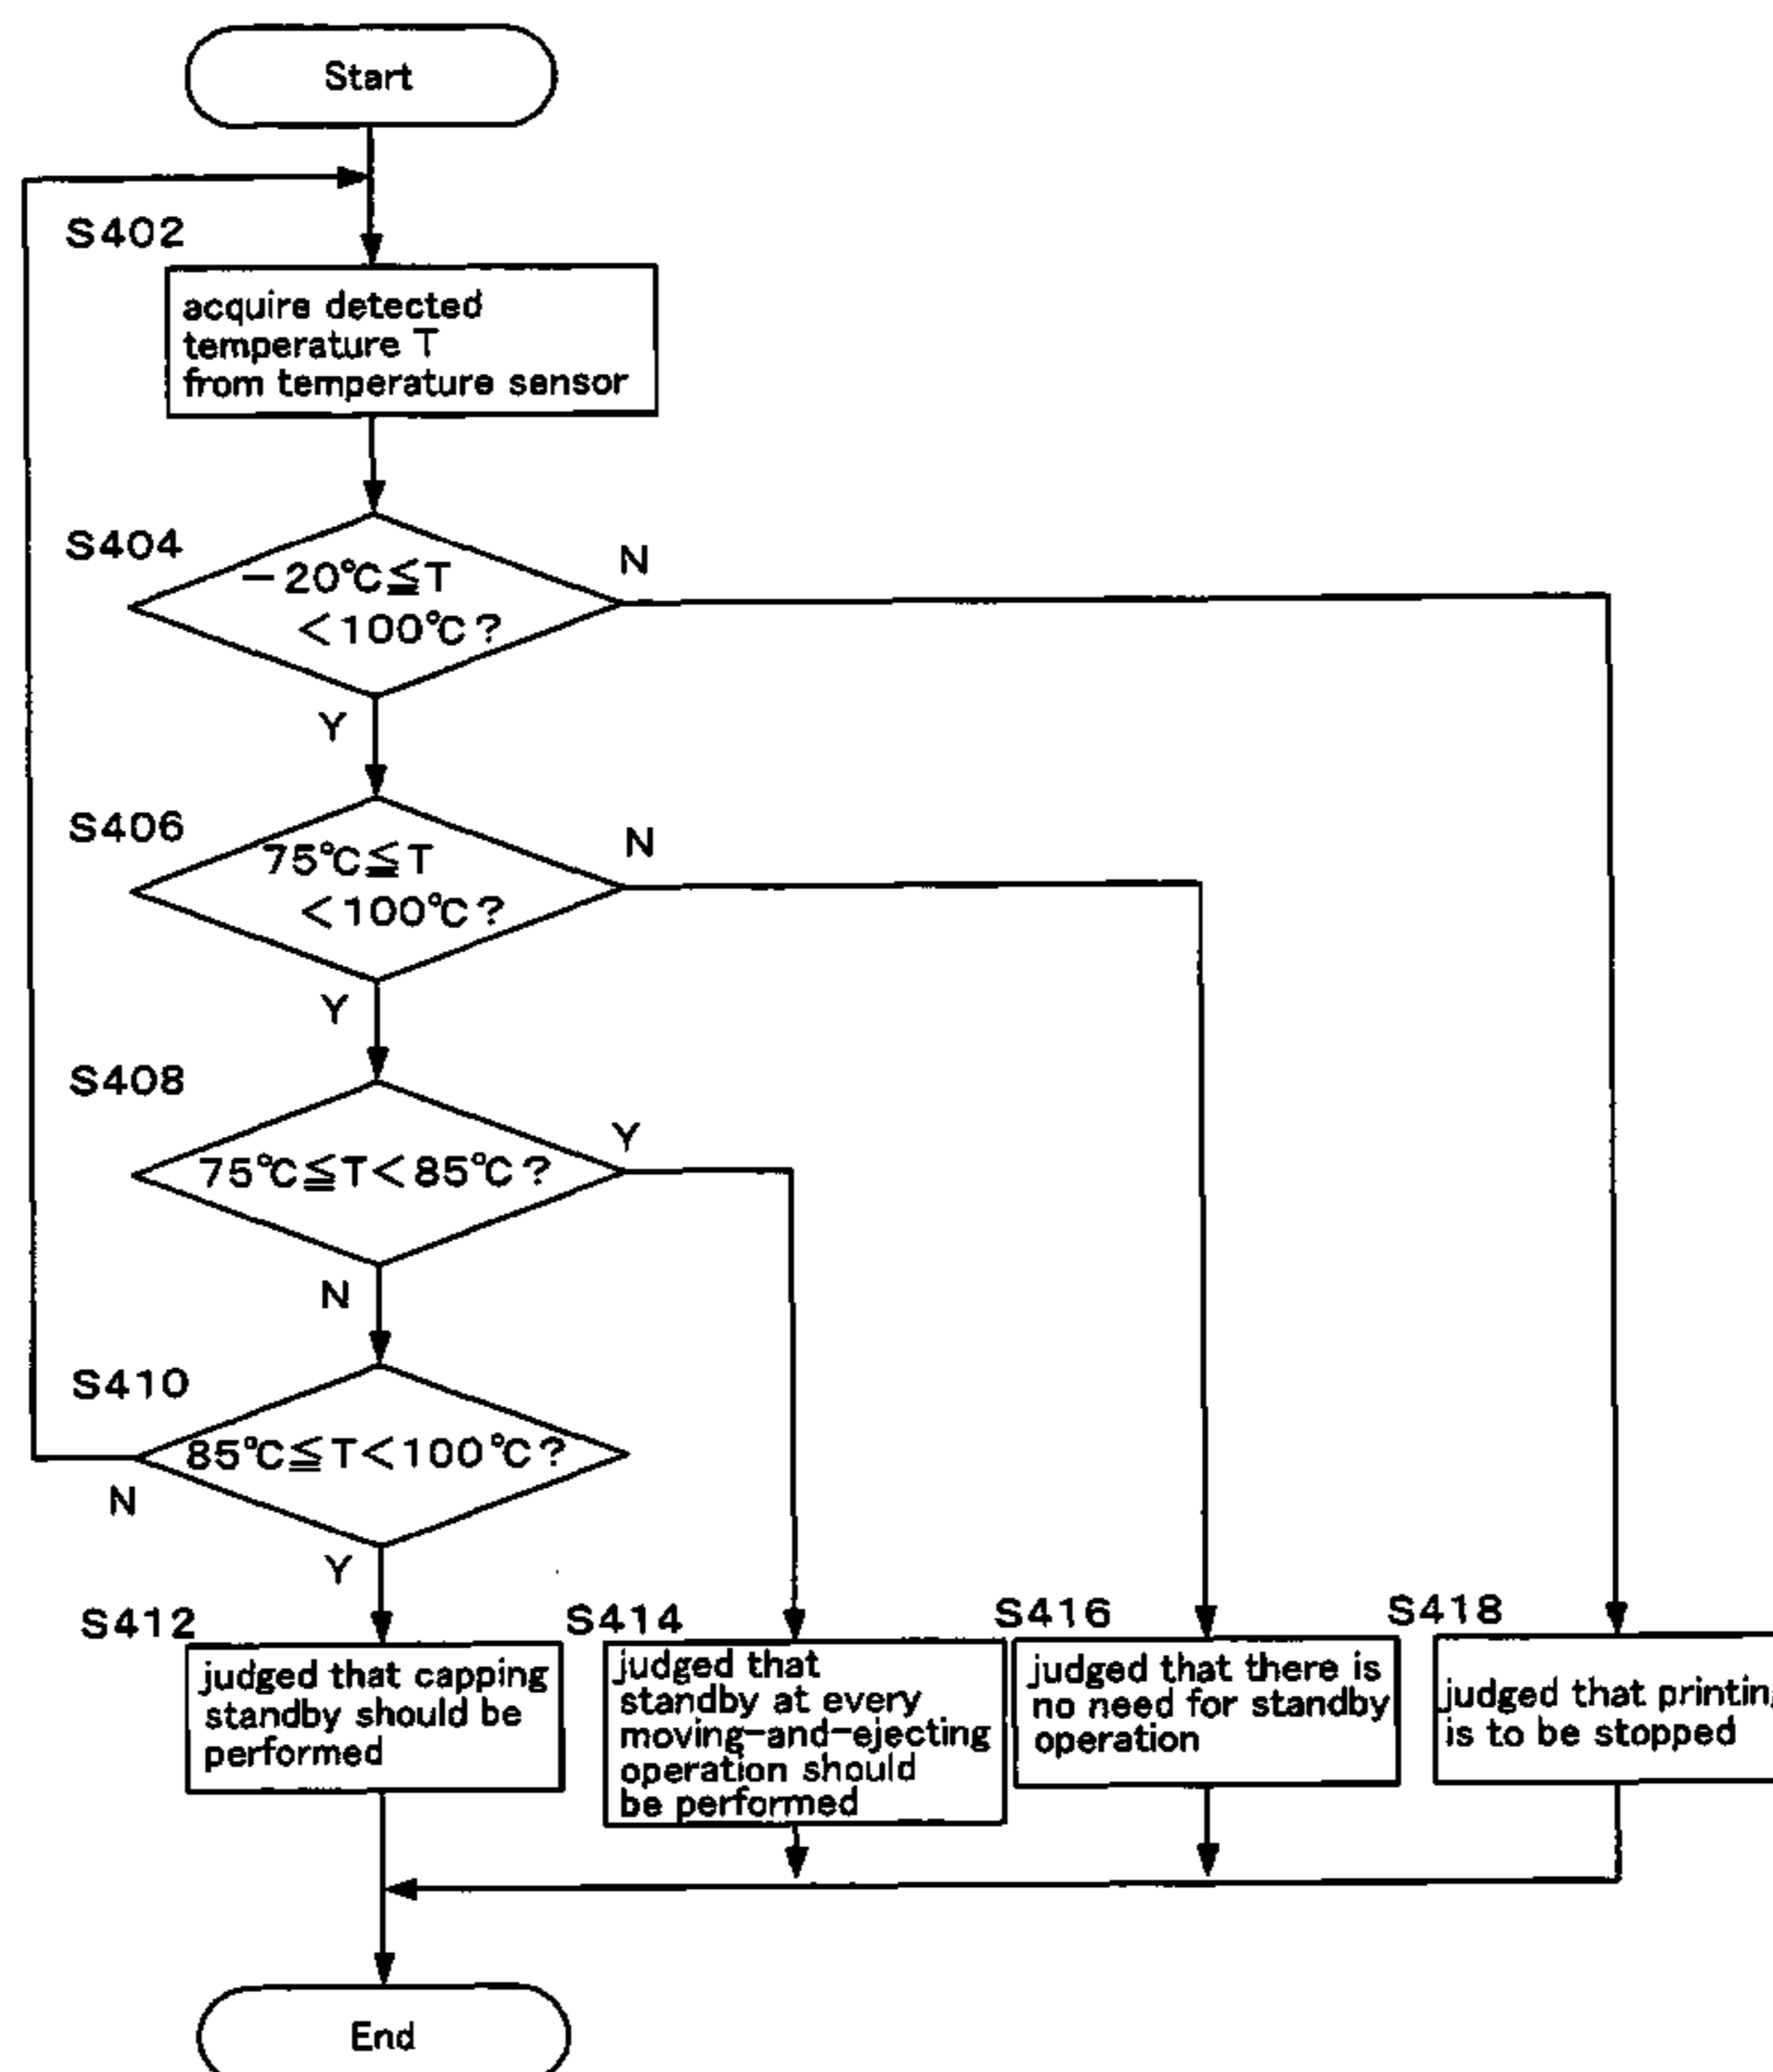 Start
S402
acquire detected
temperature T
from temperature sensor
S404
−20℃≦T
<100℃?
N
Y
S406
75℃≦T
<100℃?
N
Y
S408
75℃≦T<85℃?
Y
N
S410
85℃≦T<100℃?
N
Y
S412
judged that capping
standby should be
performed
S414
judged that
standby at every
moving-and-ejecting
operation should
be performed
S416
judged that there is
no need for standby
operation
S418
judged that printing
is to be stopped
End